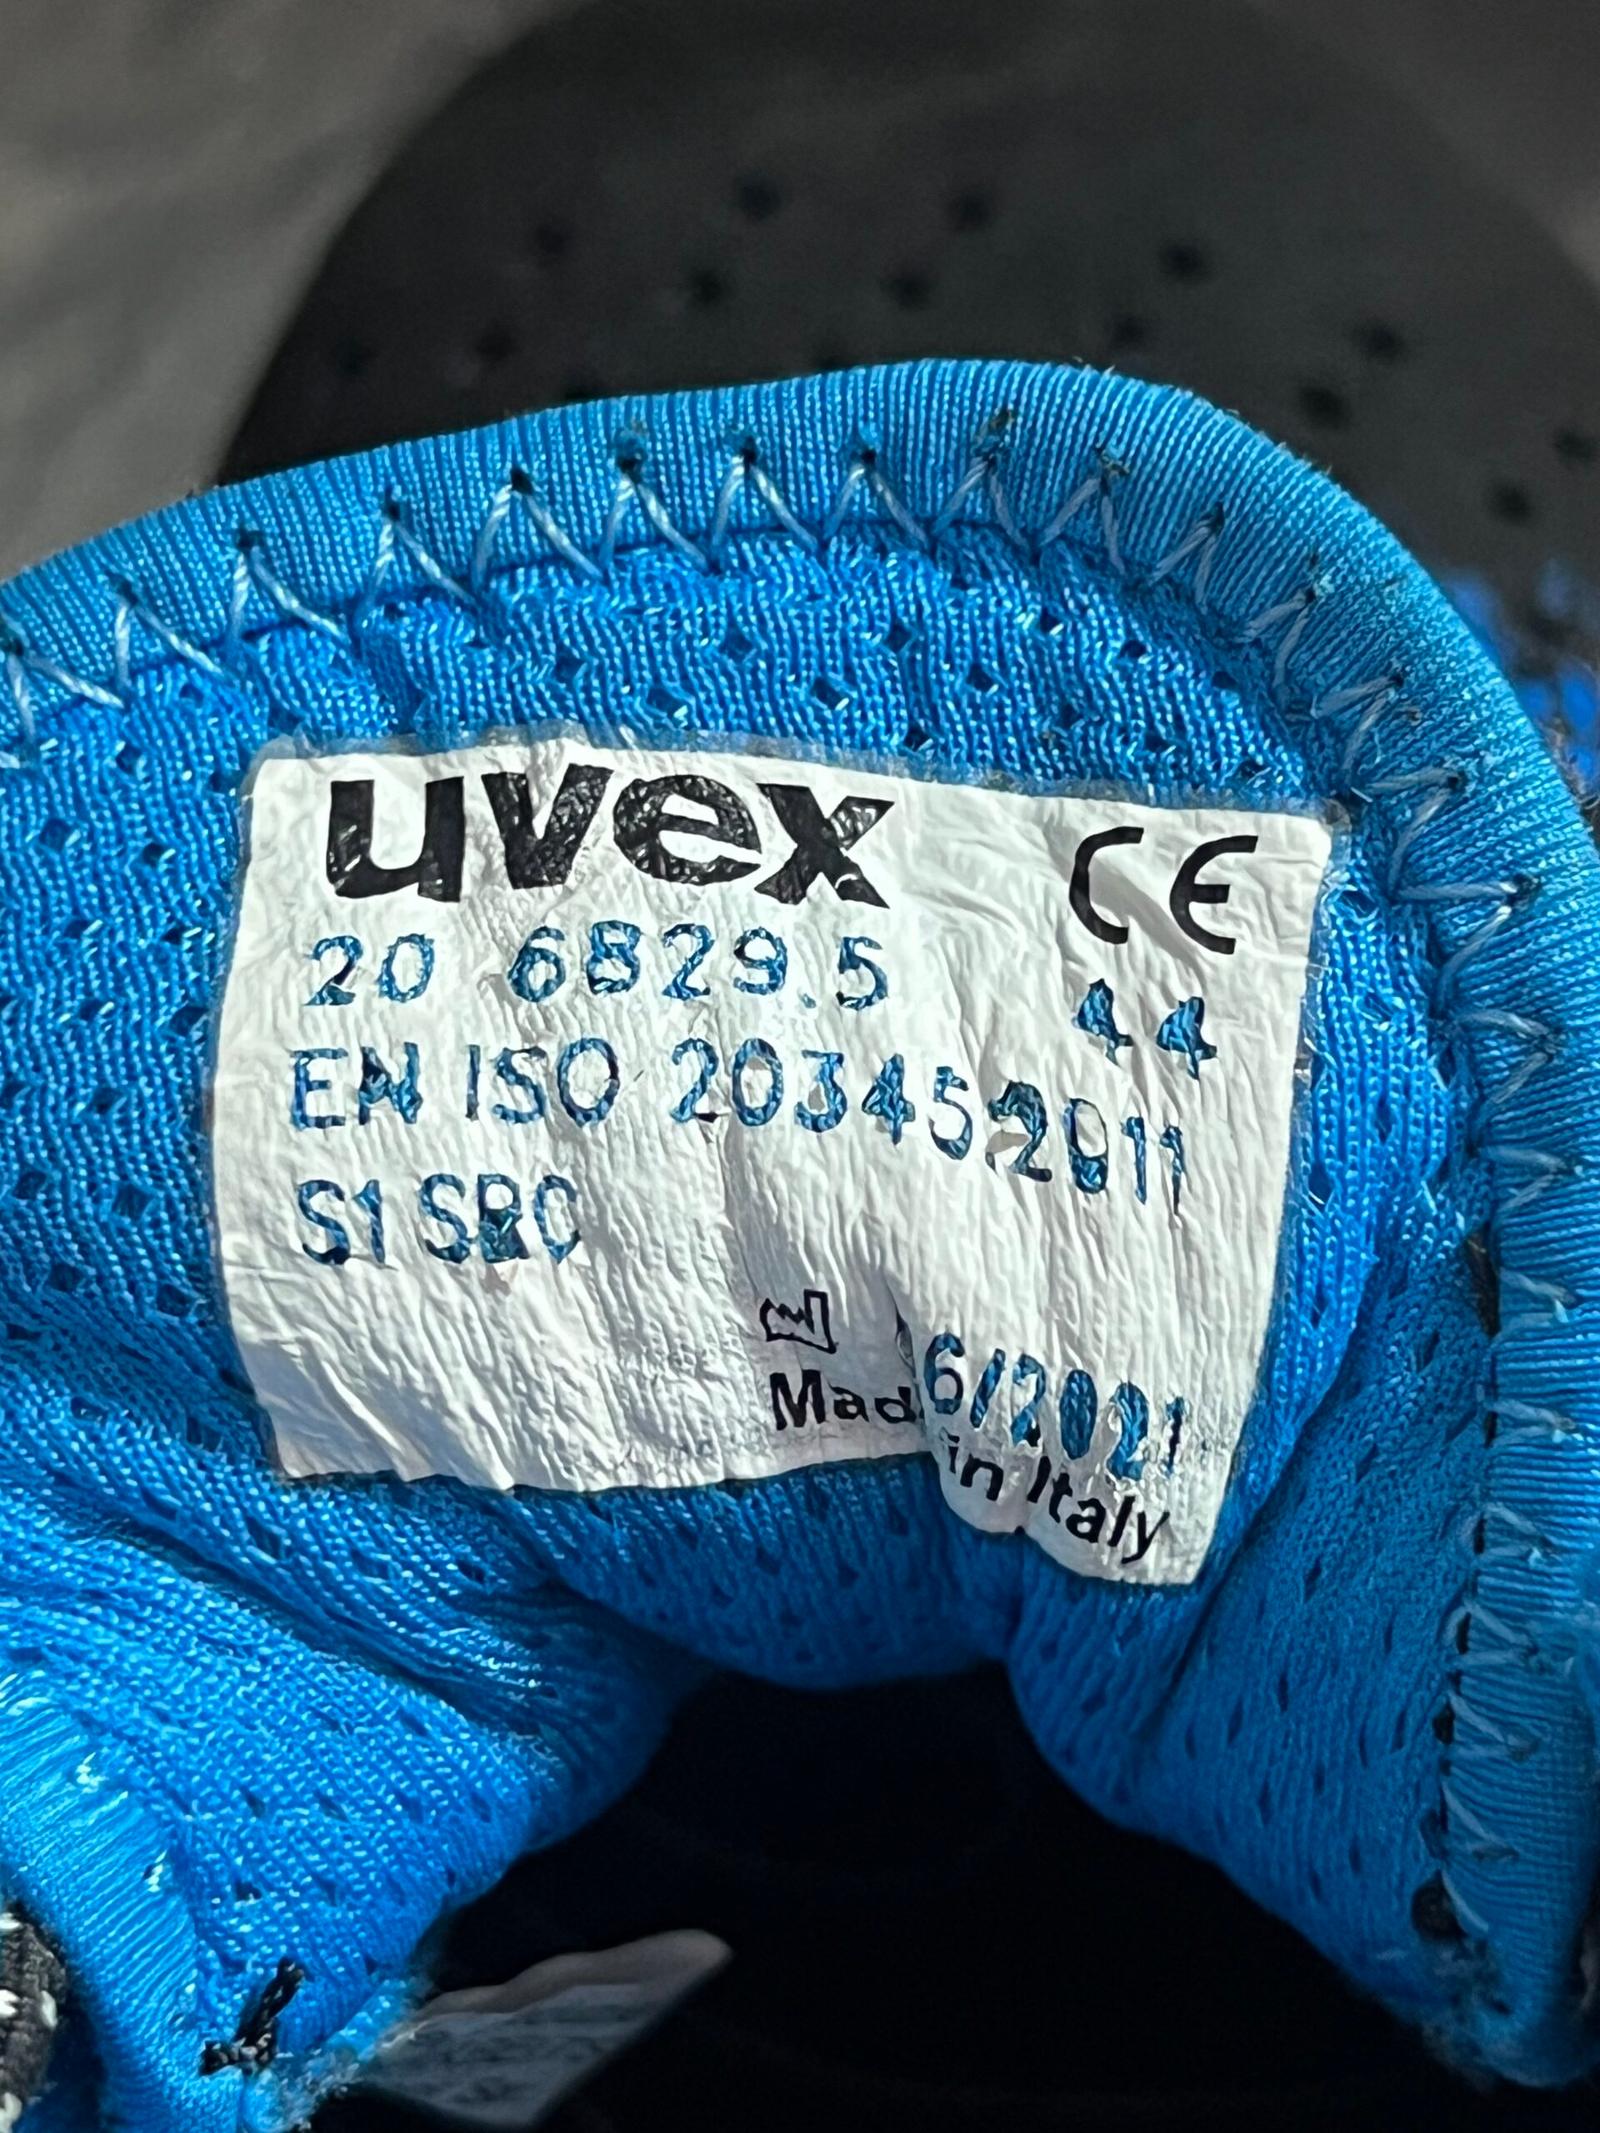 uvex CE
20 6829.5 44
EN ISO 20345:2011
S1 SRC
6/2021
Made in Italy